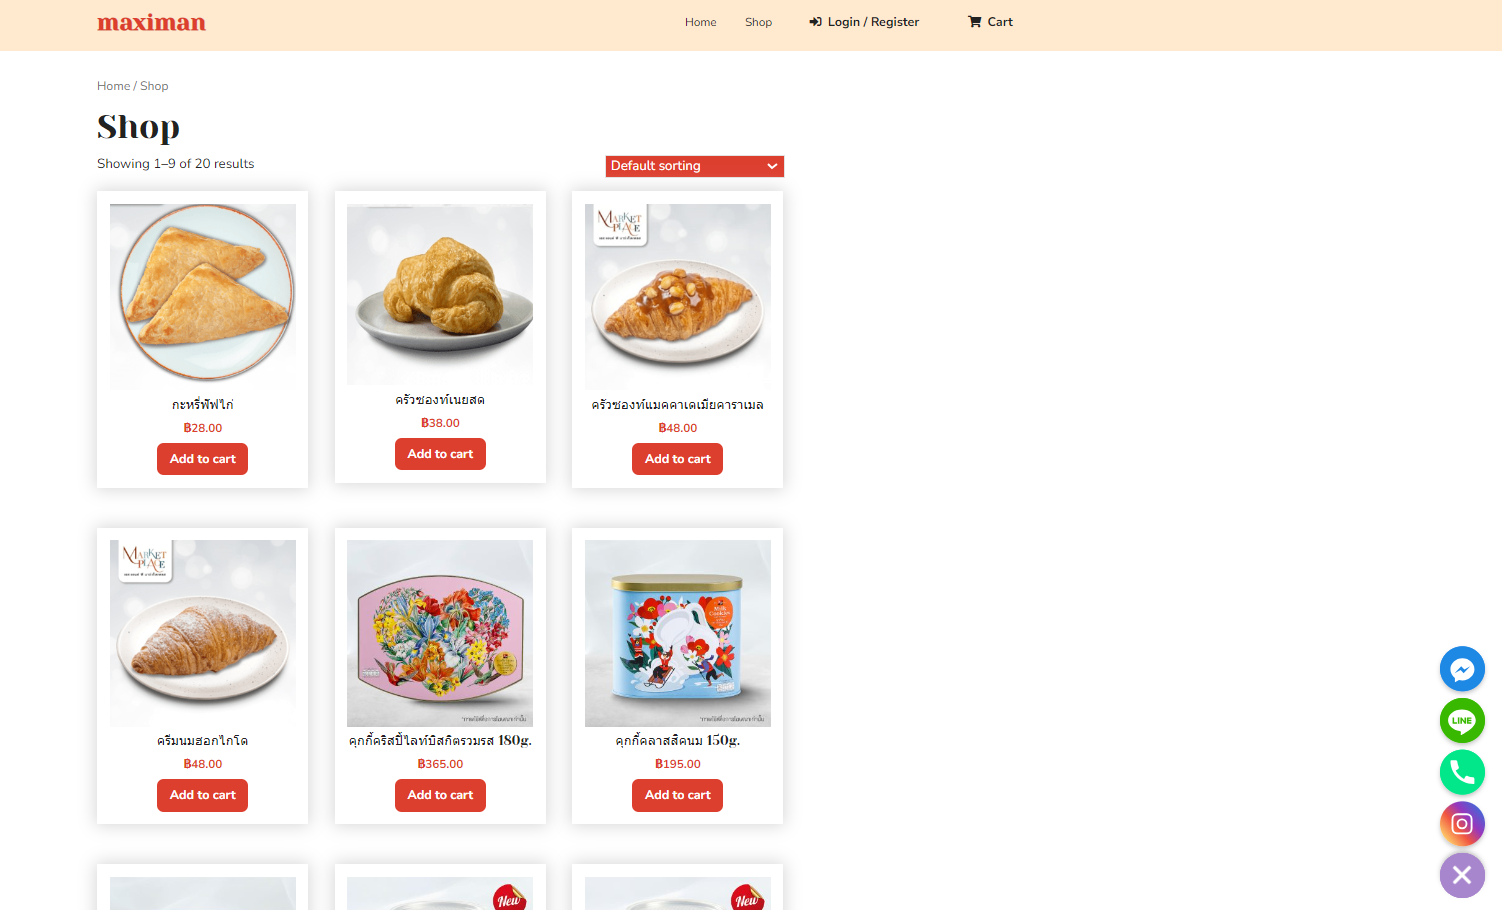 maximan
Home
Shop
Login / Register
Cart
Home / Shop
Shop
Showing 1–9 of 20 results
Default sorting
MARKET
PLACE
กะหรี่พัฟไก่
฿28.00
Add to cart
ครัวซองท์เนยสด
฿38.00
Add to cart
ครัวซองท์แมคคาเดเมียคาราเมล
฿48.00
Add to cart
MARKET
PLACE
Milk
Cookies
ครีมนมฮอกไกโด
฿48.00
Add to cart
คุกกี้คริสปี้ไลท์บิสกิตรวมรส 180g.
฿365.00
Add to cart
คุกกี้คลาสสิคนม 150g.
฿195.00
Add to cart
New
New
LINE